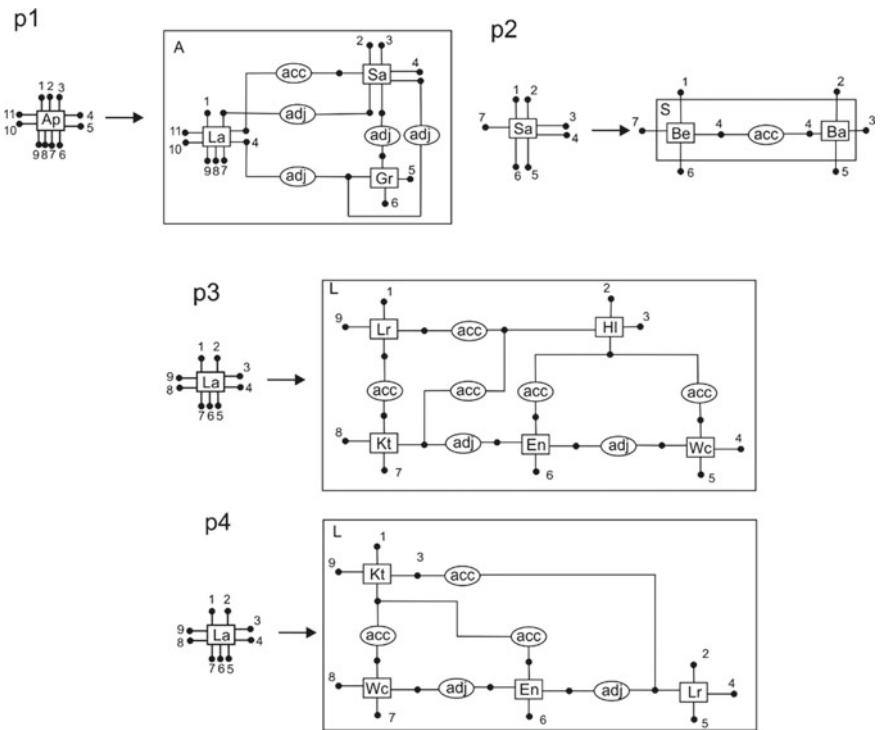 p1
1 2 3
11 Ap 4
10 5
9 8 7 6
A
2 3
acc Sa 4
1
adj
11 La adj adj
10 4
9 8 7
adj Gr 5
6
p2
1 2
7 Sa 3
4
6 5
1 2
S
7 Be 4 acc 4 Ba 3
6 5
p3
1 2
9 La 3
8 4
7 6 5
L
1 2
9 Lr acc Hl 3
acc acc acc acc
8 Kt adj En adj Wc 4
7 6 5
p4
1 2
9 La 3
8 4
7 6 5
L
1
9 Kt 3 acc
acc acc
2
8 Wc adj En adj Lr 4
7 6 5